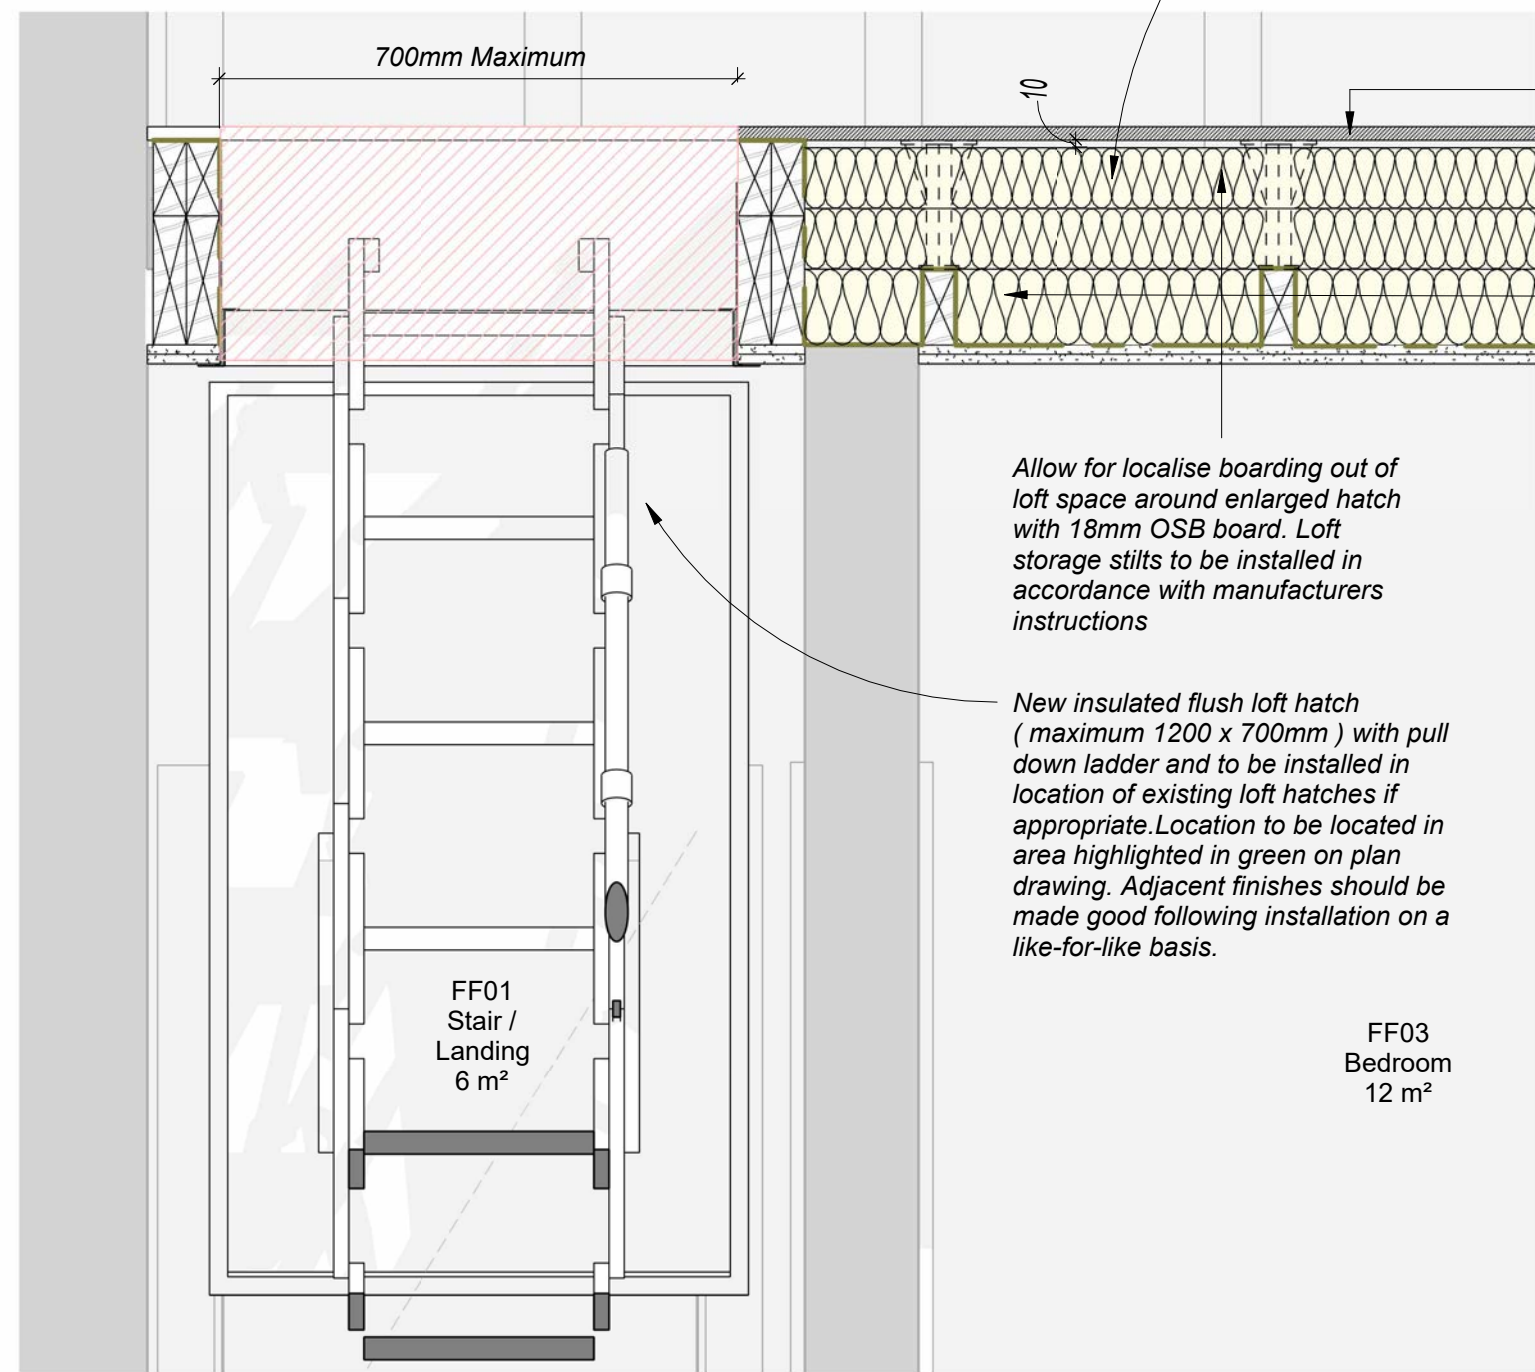 700mm Maximum
10
Allow for localise boarding out of
loft space around enlarged hatch
with 18mm OSB board. Loft
storage stilts to be installed in
accordance with manufacturers
instructions
New insulated flush loft hatch
( maximum 1200 x 700mm ) with pull
down ladder and to be installed in
location of existing loft hatches if
appropriate.Location to be located in
area highlighted in green on plan
drawing. Adjacent finishes should be
made good following installation on a
like-for-like basis.
FF01
Stair /
Landing
6 m²
FF03
Bedroom
12 m²